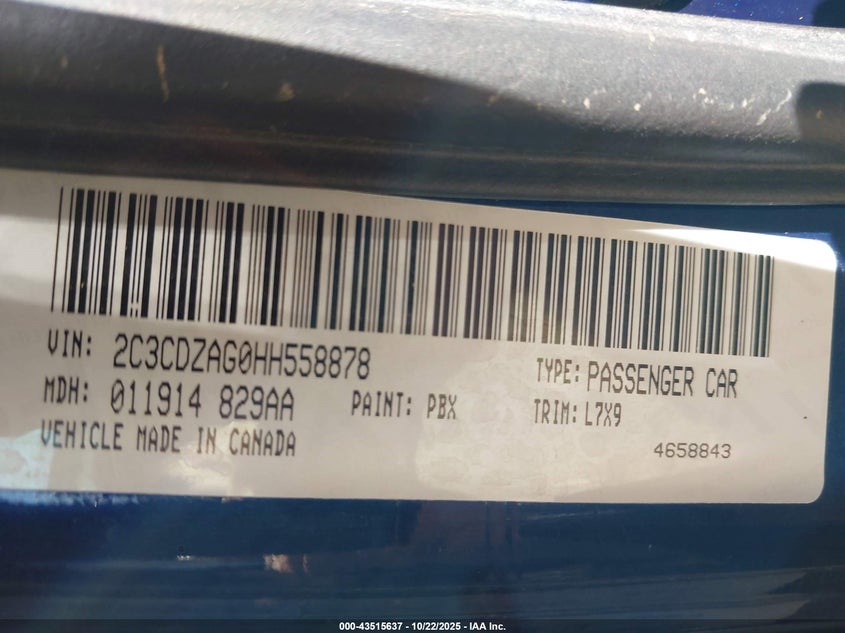 VIN: 2C3CDZAG0HH558878
TYPE: PASSENGER CAR
MDH: 011914 829AA
PAINT: PBX
TRIM: L7X9
VEHICLE MADE IN CANADA
4658843
000-43515637 - 10/22/2025 - IAA Inc.